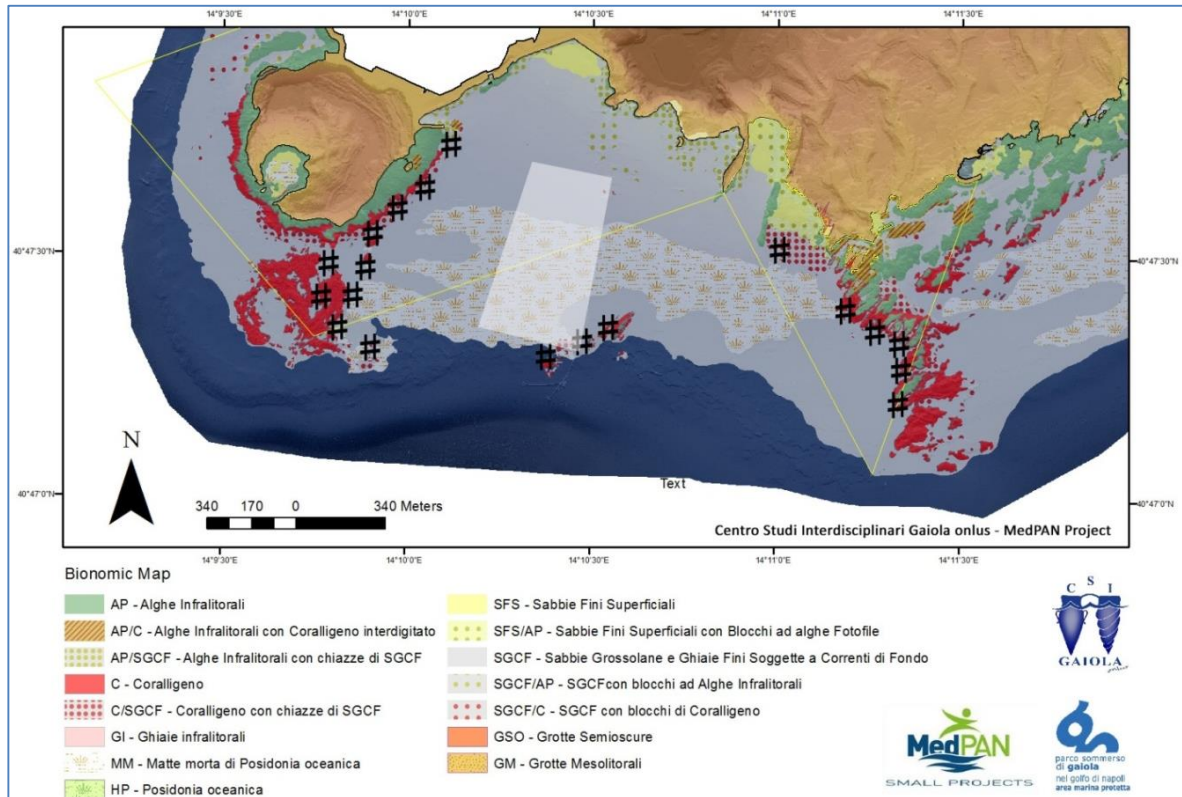 14°9'30"E 14°10'0"E 14°10'30"E 14°11'0"E 14°11'30"E
40°47'30"N 40°47'30"N
40°47'0"N 40°47'0"N
N
340 170 0 340 Meters
Text
Centro Studi Interdisciplinari Gaiola onlus - MedPAN Project
14°9'30"E 14°10'0"E 14°10'30"E 14°11'0"E 14°11'30"E
Bionomic Map
AP - Alghe Infralitorali
AP/C - Alghe Infralitorali con Coralligeno interdigitato
AP/SGCF - Alghe Infralitorali con chiazze di SGCF
C - Coralligeno
C/SGCF - Coralligeno con chiazze di SGCF
GI - Ghiaie infralitorali
MM - Matte morta di Posidonia oceanica
HP - Posidonia oceanica
SFS - Sabbie Fini Superficiali
SFS/AP - Sabbie Fini Superficiali con Blocchi ad alghe Fotofile
SGCF - Sabbie Grossolane e Ghiaie Fini Soggette a Correnti di Fondo
SGCF/AP - SGCFcon blocchi ad Alghe Infralitorali
SGCF/C - SGCF con blocchi di Coralligeno
GSO - Grotte Semioscure
GM - Grotte Mesolitorali
C S I
GAIOLA
MedPAN
SMALL PROJECTS
parco sommerso
di gaiola
nel golfo di napoli
area marina protetta